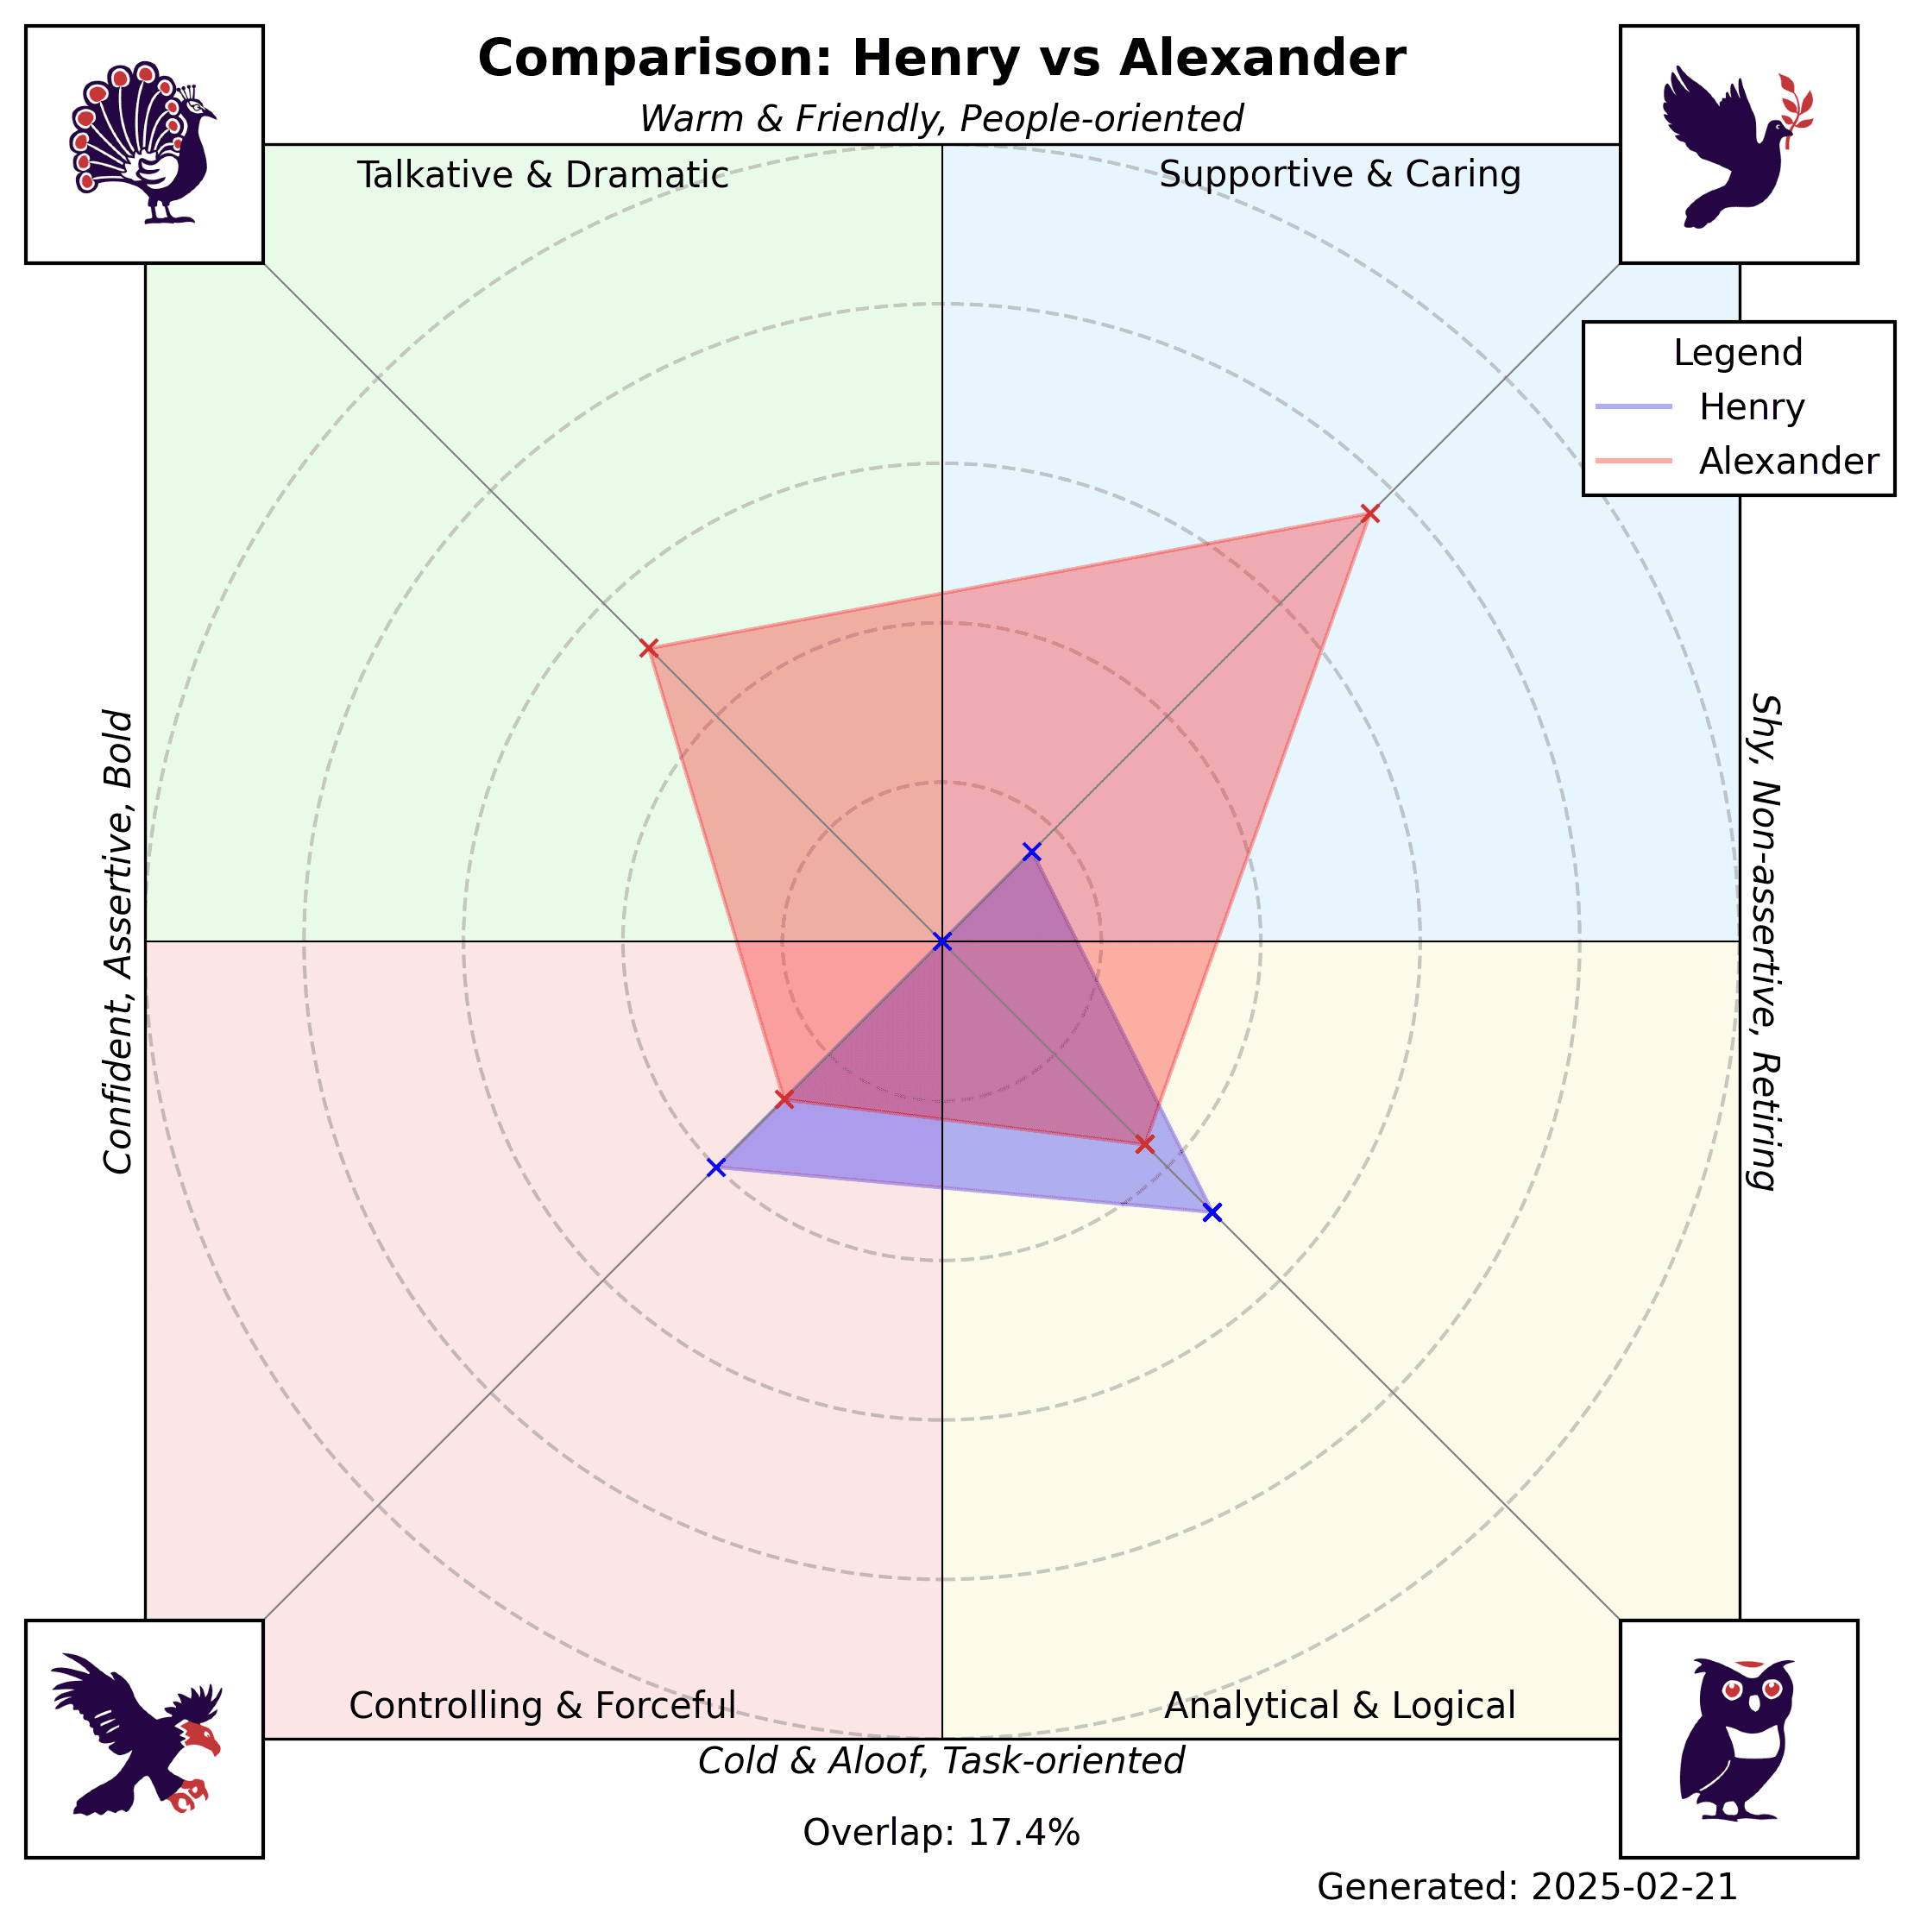 Comparison: Henry vs Alexander
Warm & Friendly, People-oriented
Talkative & Dramatic
Supportive & Caring
Legend
Henry
Alexander
Confident, Assertive, Bold
Shy, Non-assertive, Retiring
Controlling & Forceful
Analytical & Logical
Cold & Aloof, Task-oriented
Overlap: 17.4%
Generated: 2025-02-21